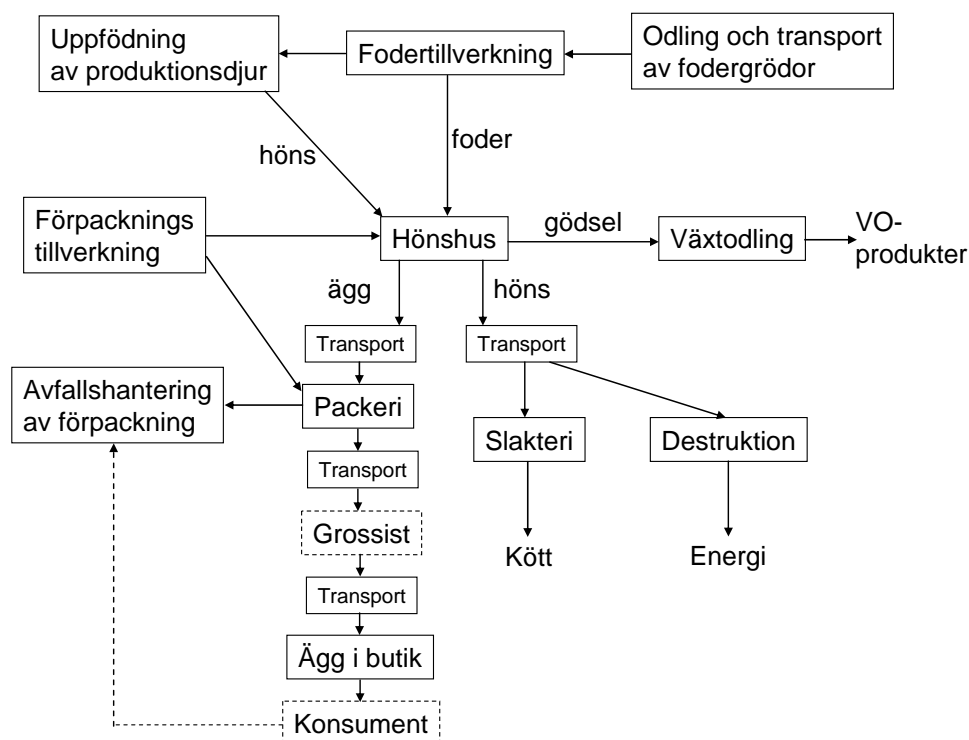 Uppfödning
av produktionsdjur
Fodertillverkning
Odling och transport
av fodergrödor
höns
foder
Förpacknings
tillverkning
Hönshus
gödsel
Växtodling
VO-
produkter
ägg
höns
Transport
Transport
Avfallshantering
av förpackning
Packeri
Slakteri
Destruktion
Transport
Grossist
Kött
Energi
Transport
Ägg i butik
Konsument